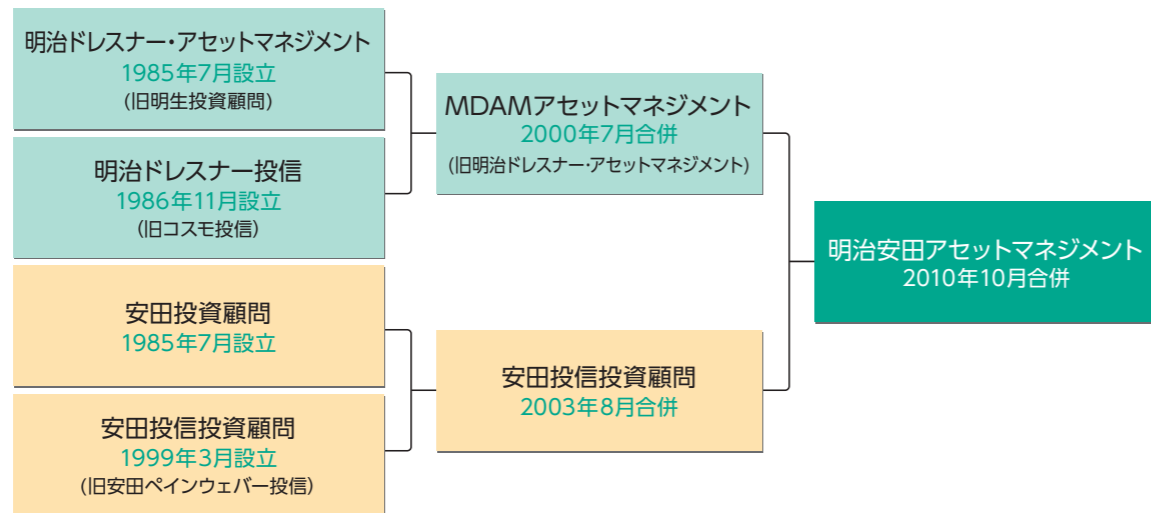 明治ドレスナー・アセットマネジメント
1985年7月設立
(旧明生投資顧問)
明治ドレスナー投信
1986年11月設立
(旧コスモ投信)
安田投資顧問
1985年7月設立
安田投信投資顧問
1999年3月設立
(旧安田ペインウェバー投信)
MDAMアセットマネジメント
2000年7月合併
(旧明治ドレスナー・アセットマネジメント)
安田投信投資顧問
2003年8月合併
明治安田アセットマネジメント
2010年10月合併